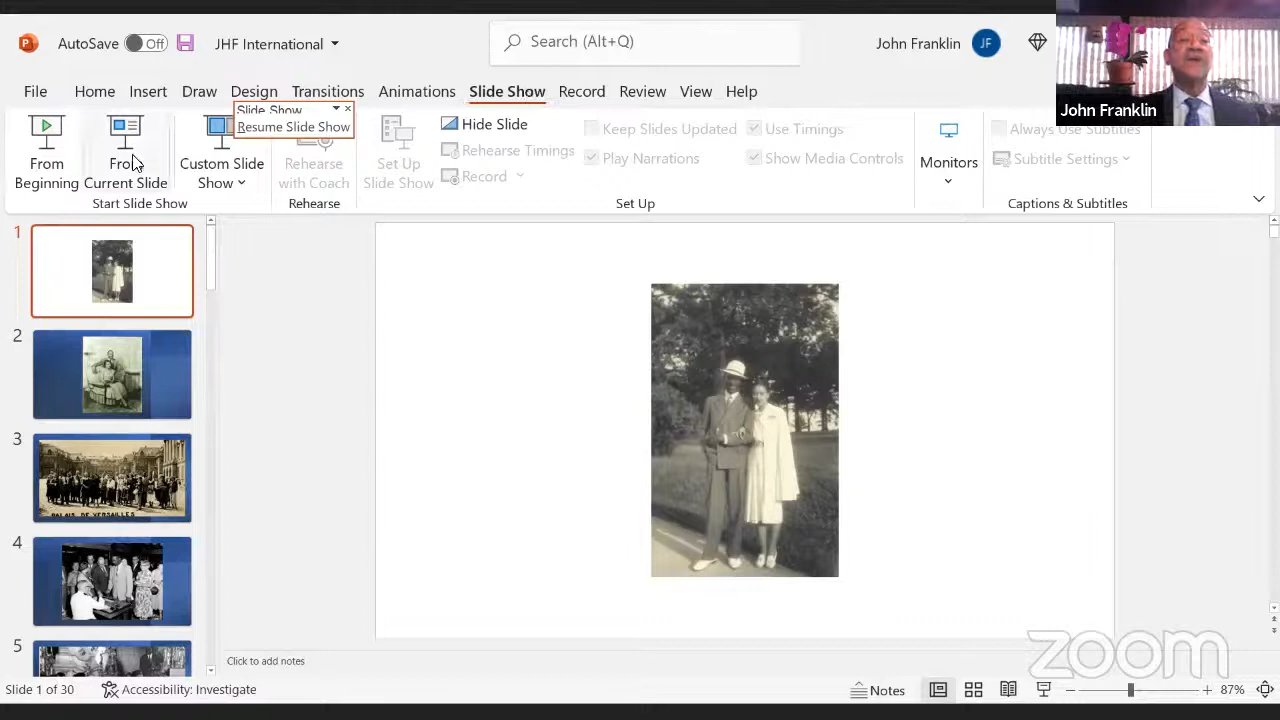 AutoSave Off JHF International Search (Alt+Q) John Franklin JF
File Home Insert Draw Design Transitions Animations Slide Show Record Review View Help
John Franklin
Slide Show
Resume Slide Show
From Beginning
From Current Slide
Custom Slide Show
Rehearse with Coach
Set Up Slide Show
Hide Slide
Rehearse Timings
Record
Keep Slides Updated
Play Narrations
Use Timings
Show Media Controls
Monitors
Always Use Subtitles
Subtitle Settings
Start Slide Show Rehearse Set Up Captions & Subtitles
1
2
3
PALAIS DE VERSAILLES
4
5
Click to add notes
zoom
Slide 1 of 30 Accessibility: Investigate Notes 87%